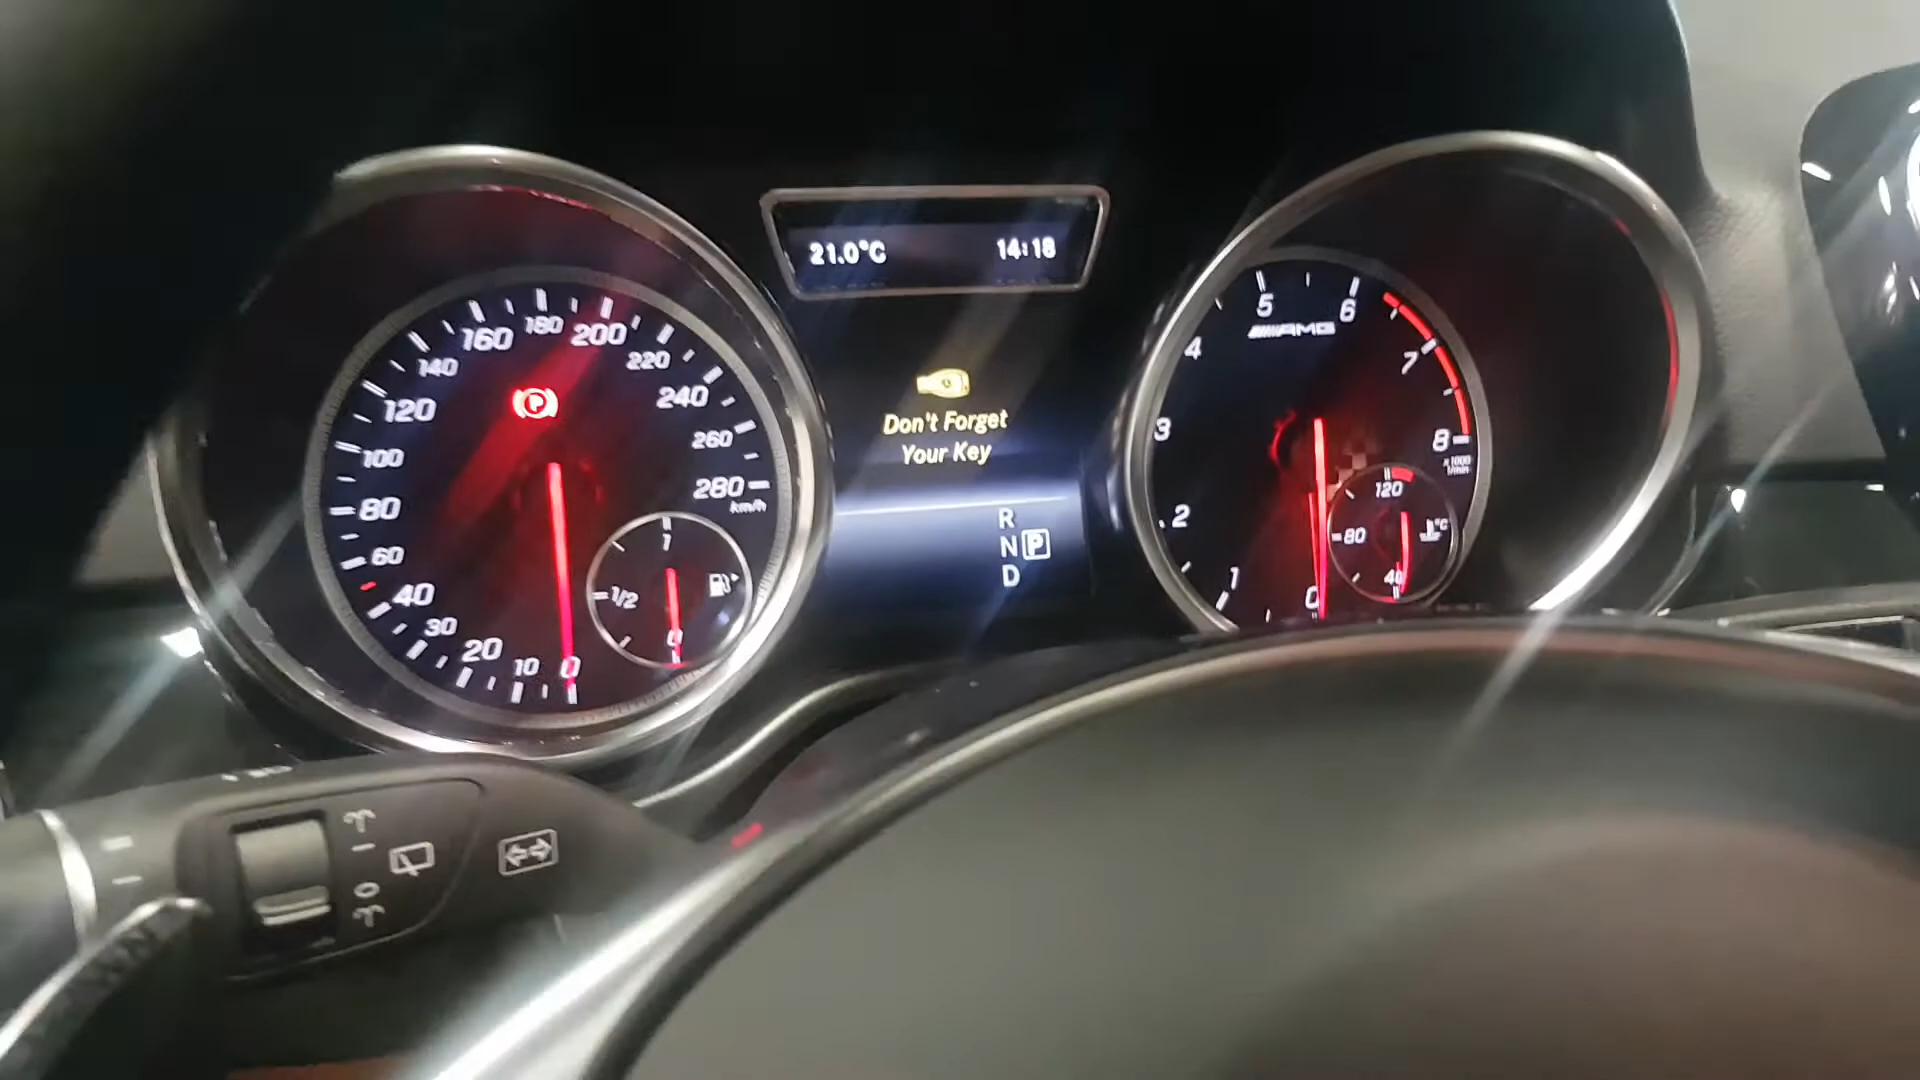 21.0°C 14:18
Don't Forget
Your Key
R
N P
D
0
10
20
30
40
60
80
100
120
140
160
180
200
220
240
260
280
km/h
P
1
1/2
0
AMG
0
1
2
3
4
5
6
7
8
x1000
1/min
120
80
40
°C